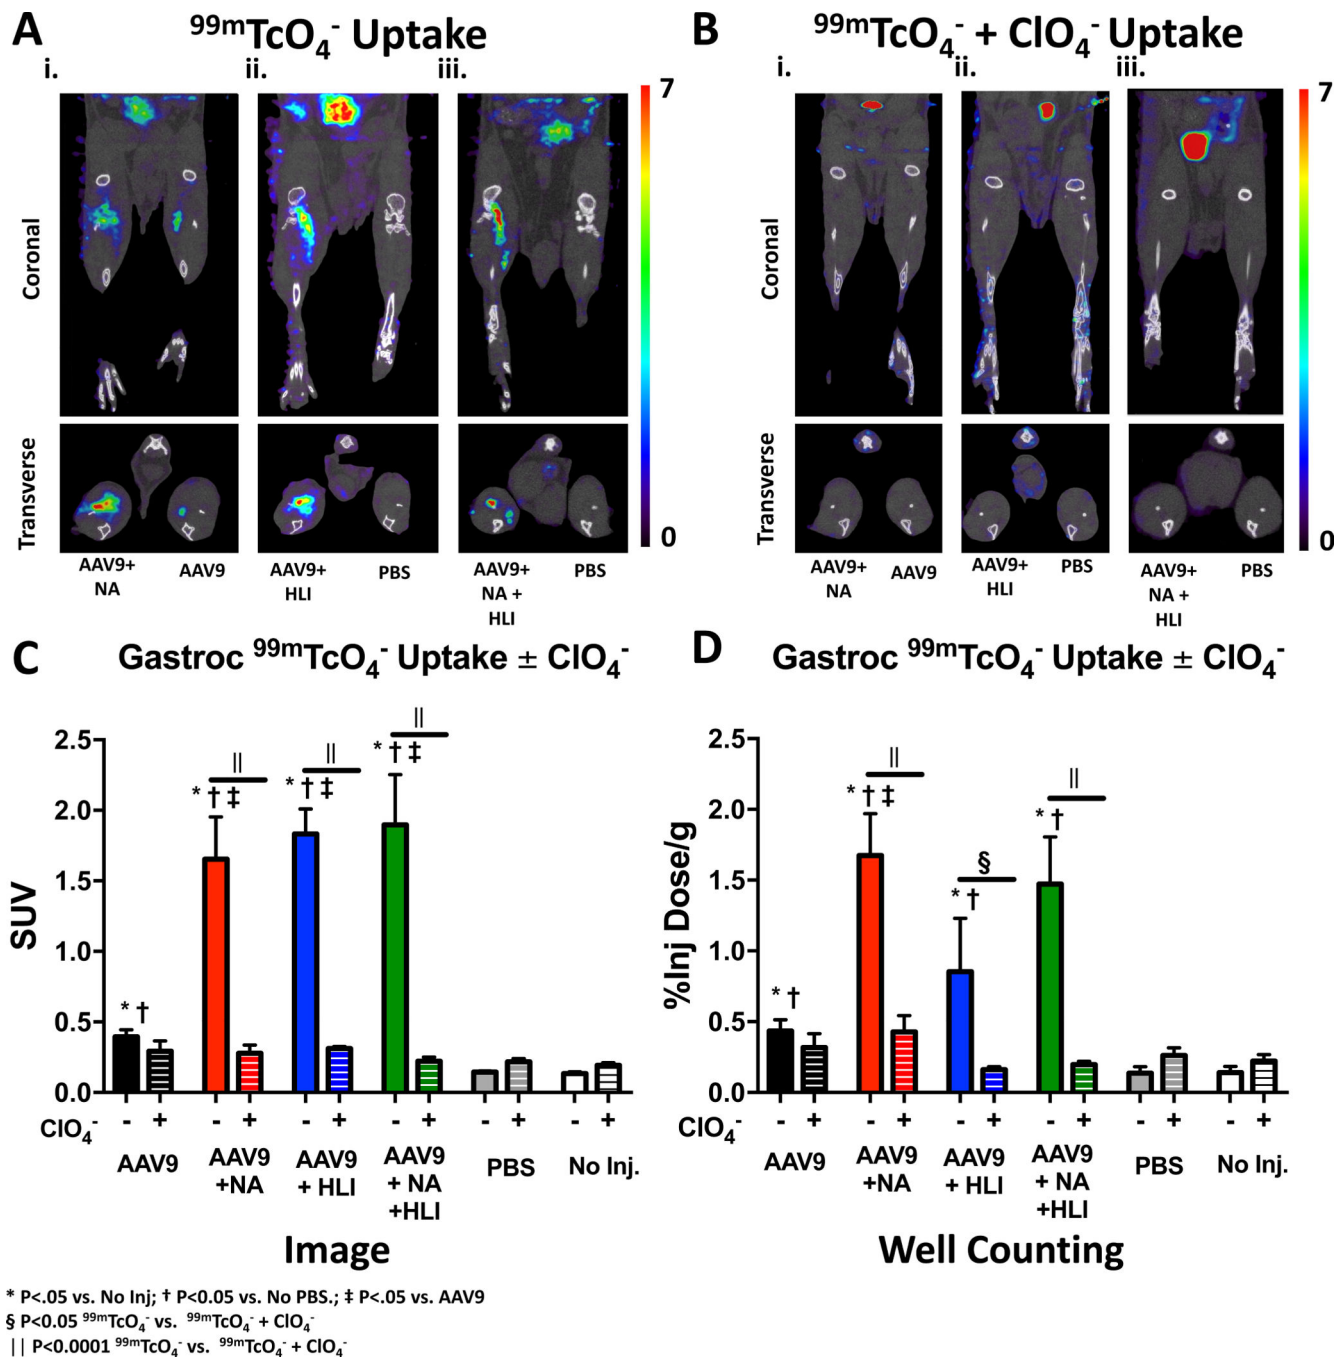 A
⁹⁹ᵐTcO₄⁻ Uptake
i.
ii.
iii.
7
Coronal
Transverse
0
AAV9+
NA
AAV9
AAV9+
HLI
PBS
AAV9+
NA +
HLI
PBS
B
⁹⁹ᵐTcO₄⁻ + ClO₄⁻ Uptake
i.
ii.
iii.
7
Coronal
Transverse
0
AAV9+
NA
AAV9
AAV9+
HLI
PBS
AAV9+
NA +
HLI
PBS
C
Gastroc ⁹⁹ᵐTcO₄⁻ Uptake ± ClO₄⁻
SUV
2.5
2.0
1.5
1.0
0.5
0.0
* †
* † ‡
||
* † ‡
||
* † ‡
||
ClO₄⁻ - + - + - + - + - + - +
AAV9
AAV9
+NA
AAV9
+ HLI
AAV9
+ NA
+HLI
PBS
No Inj.
Image
D
Gastroc ⁹⁹ᵐTcO₄⁻ Uptake ± ClO₄⁻
%Inj Dose/g
2.5
2.0
1.5
1.0
0.5
0.0
* †
* † ‡
||
* †
§
* †
||
ClO₄⁻ - + - + - + - + - + - +
AAV9
AAV9
+NA
AAV9
+ HLI
AAV9
+ NA
+HLI
PBS
No Inj.
Well Counting
* P<.05 vs. No Inj; † P<0.05 vs. No PBS.; ‡ P<.05 vs. AAV9
§ P<0.05 ⁹⁹ᵐTcO₄⁻ vs. ⁹⁹ᵐTcO₄⁻ + ClO₄⁻
|| P<0.0001 ⁹⁹ᵐTcO₄⁻ vs. ⁹⁹ᵐTcO₄⁻ + ClO₄⁻